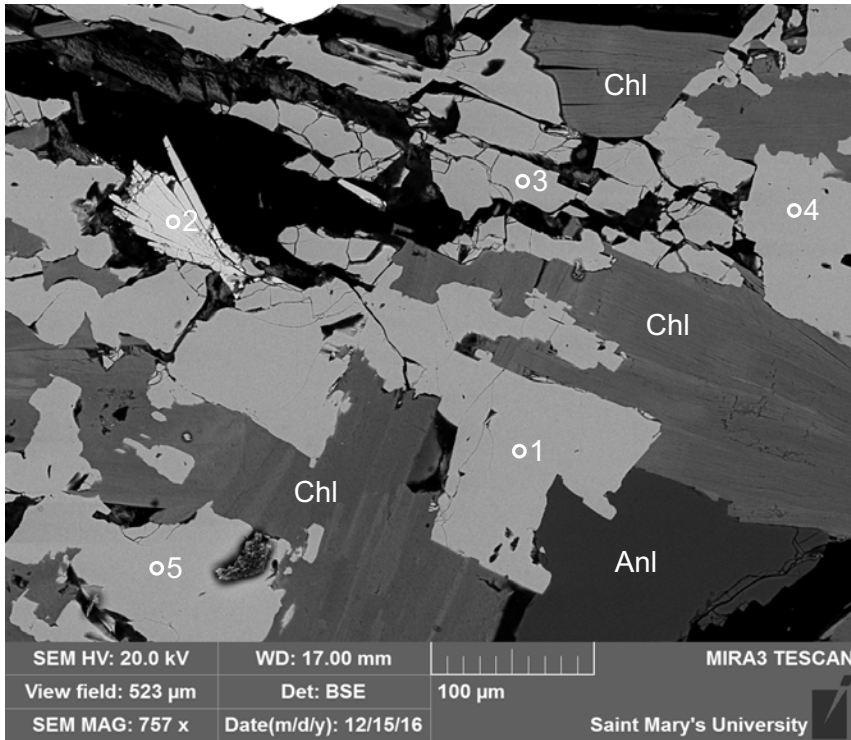 Chl
3
4
2
Chl
1
Chl
Anl
5
SEM HV: 20.0 kV
WD: 17.00 mm
MIRA3 TESCAN
View field: 523 µm
Det: BSE
100 µm
SEM MAG: 757 x
Date(m/d/y): 12/15/16
Saint Mary's University